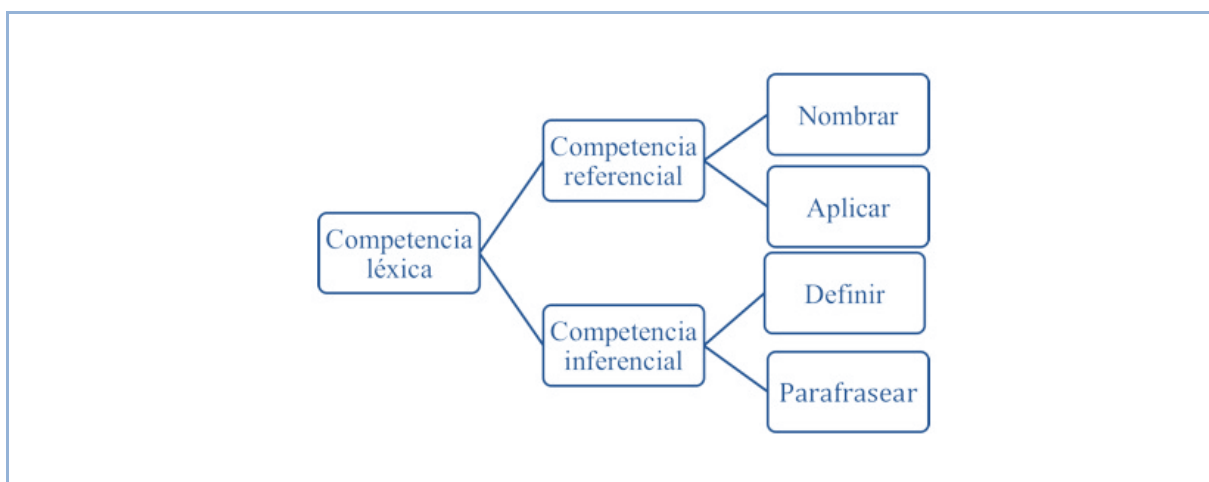 Competencia
léxica
Competencia
referencial
Nombrar
Aplicar
Competencia
inferencial
Definir
Parafrasear